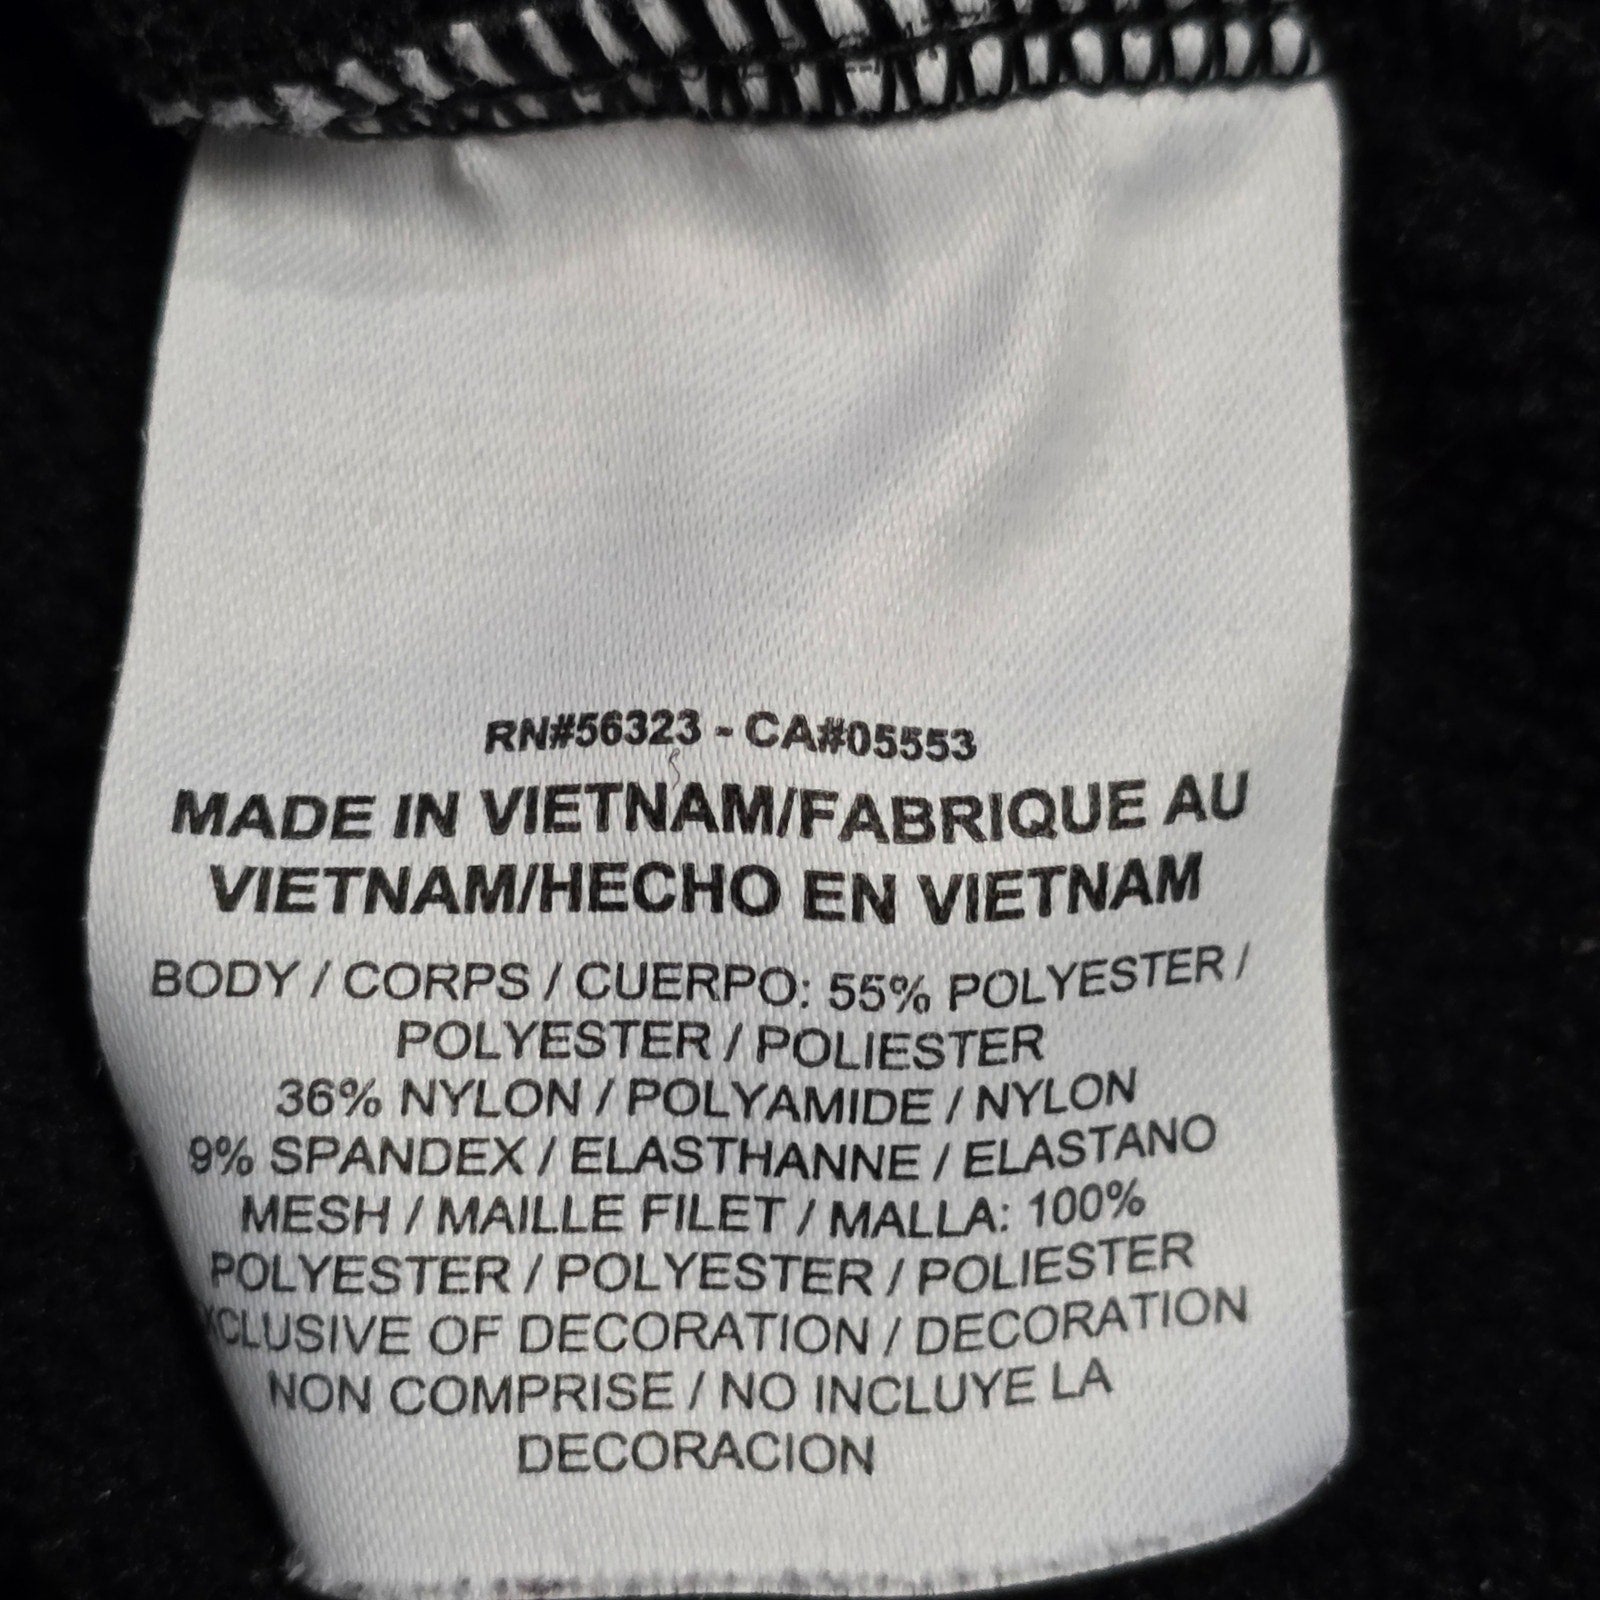 RN#56323 - CA#05553
MADE IN VIETNAM/FABRIQUE AU
VIETNAM/HECHO EN VIETNAM
BODY / CORPS / CUERPO: 55% POLYESTER /
POLYESTER / POLIESTER
36% NYLON / POLYAMIDE / NYLON
9% SPANDEX / ELASTHANNE / ELASTANO
MESH / MAILLE FILET / MALLA: 100%
POLYESTER / POLYESTER / POLIESTER
XCLUSIVE OF DECORATION / DECORATION
NON COMPRISE / NO INCLUYE LA
DECORACION